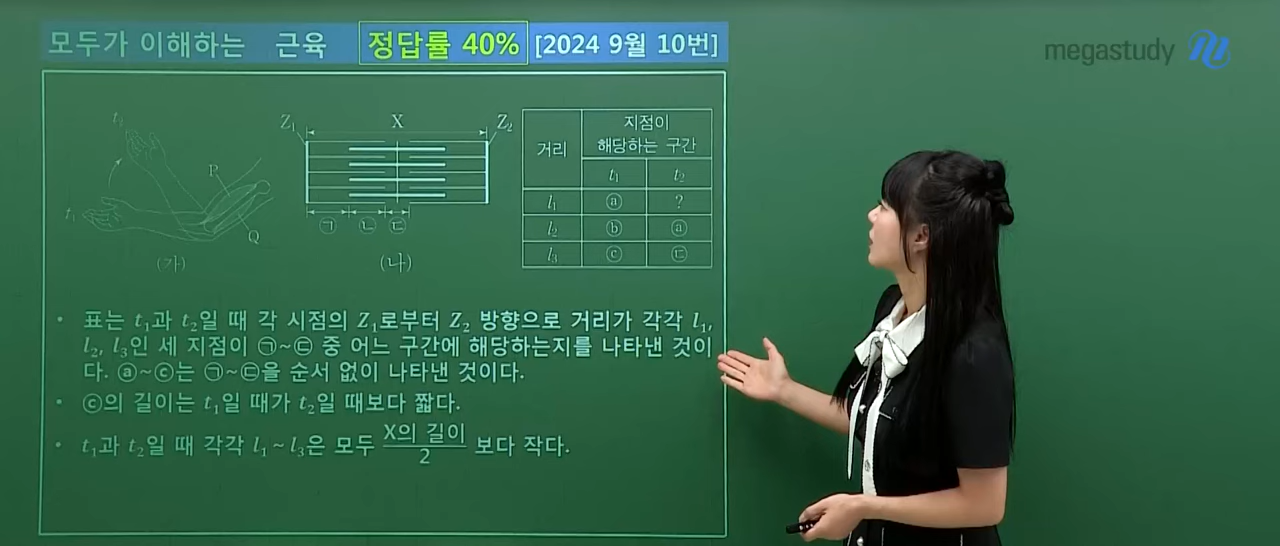 모두가 이해하는 근육 정답률 40% [2024 9월 10번]
megastudy
t₂
P
t₁
Q
(가)
Z₁ X Z₂
㉠ ㉡ ㉢
(나)
거리 지점이 해당하는 구간
t₁ t₂
l₁ ⓐ ?
l₂ ⓑ ⓐ
l₃ ⓒ ㉢
• 표는 t₁과 t₂일 때 각 시점의 Z₁로부터 Z₂ 방향으로 거리가 각각 l₁,
l₂, l₃인 세 지점이 ㉠~㉢ 중 어느 구간에 해당하는지를 나타낸 것이
다. ⓐ~ⓒ는 ㉠~㉢을 순서 없이 나타낸 것이다.
• ⓒ의 길이는 t₁일 때가 t₂일 때보다 짧다.
• t₁과 t₂일 때 각각 l₁~l₃은 모두 X의 길이/2 보다 작다.